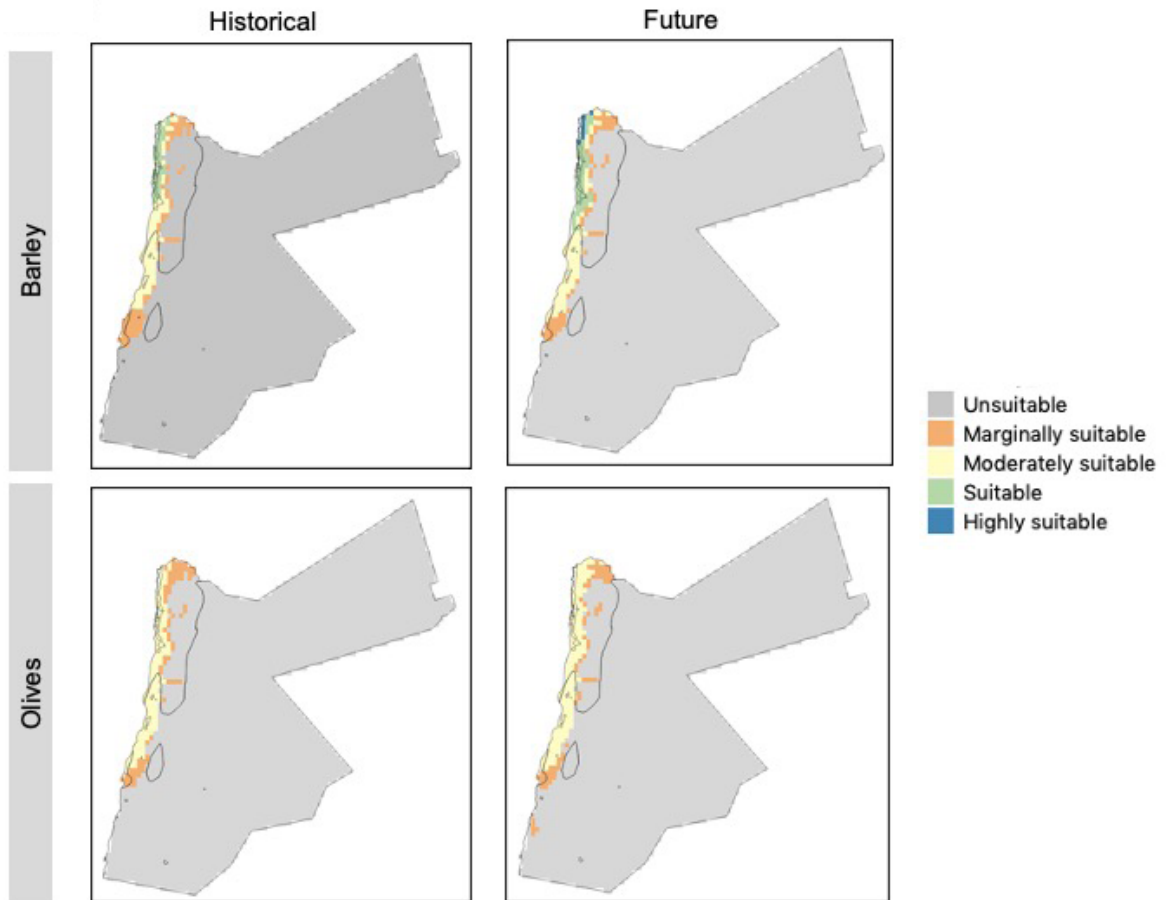 Historical
Future
Barley
Olives
Unsuitable
Marginally suitable
Moderately suitable
Suitable
Highly suitable